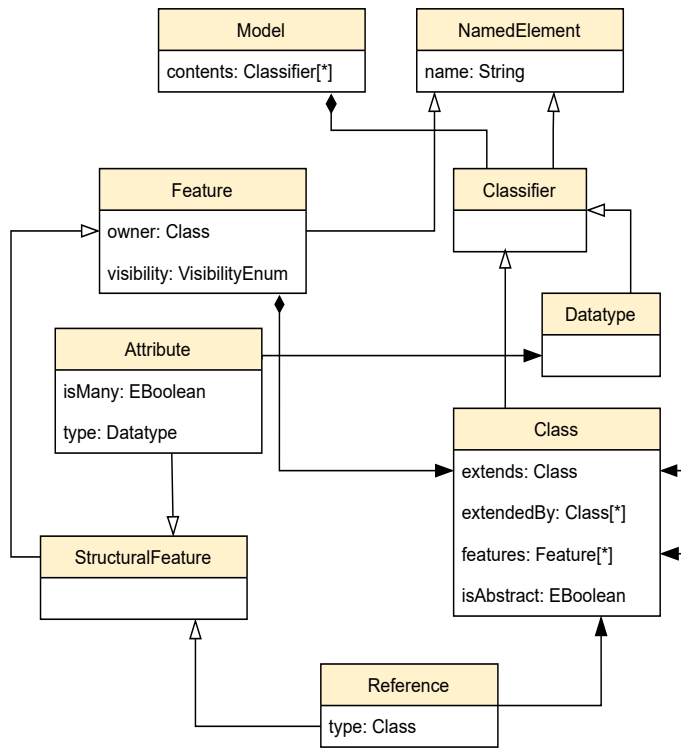 Model
contents: Classifier[*]
NamedElement
name: String
Feature
owner: Class
visibility: VisibilityEnum
Classifier
Datatype
Attribute
isMany: EBoolean
type: Datatype
Class
extends: Class
extendedBy: Class[*]
features: Feature[*]
isAbstract: EBoolean
StructuralFeature
Reference
type: Class